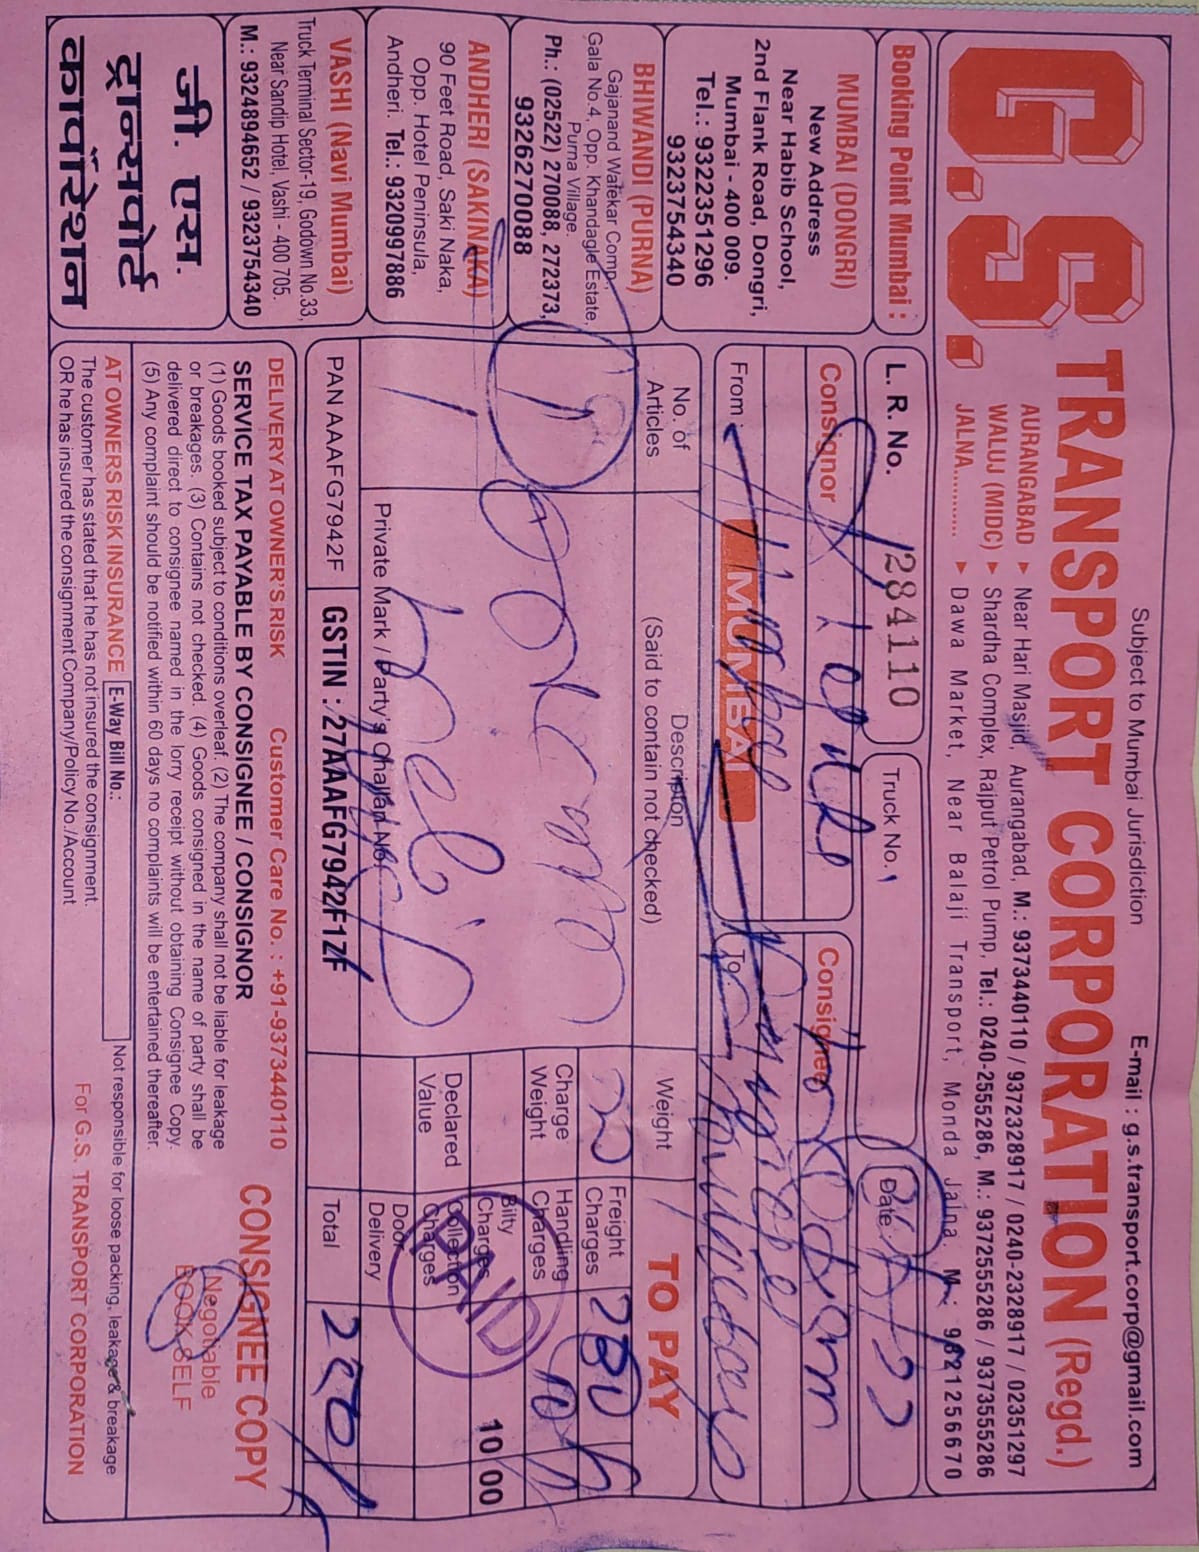 Subject to Mumbai Jurisdiction
E-mail : g.s.transport.corp@gmail.com
G.S. TRANSPORT CORPORATION (Regd.)
AURANGABAD ▸ Near Hari Masjid, Aurangabad, M.: 9373440110 / 9372328917 / 0240-2328917 / 02351297
WALUJ (MIDC) ▸ Shardha Complex, Rajput Petrol Pump, Tel.: 0240-2555286, M.: 9372555286 / 9373555286
JALNA............ ▸ Dawa Market, Near Balaji Transport, Monda Jalna, M.: 9821256670
Booking Point Mumbai :
MUMBAI (DONGRI)
New Address
Near Habib School,
2nd Flank Road, Dongri,
Mumbai - 400 009.
Tel.: 9322351296
9323754340
BHIWANDI (PURNA)
Gajanand Watekar Comp.,
Gala No.4, Opp. Khandagle Estate,
Purna Village.
Ph.: (02522) 270088, 272373,
9326270088
ANDHERI (SAKINAKA)
90 Feet Road, Saki Naka,
Opp. Hotel Peninsula,
Andheri. Tel.: 9320997886
VASHI (Navi Mumbai)
Truck Terminal Sector-19, Godown No.33,
Near Sandip Hotel, Vashi - 400 705.
M.: 9324894652 / 9323754340
जी. एस.
ट्रान्सपोर्ट
कार्पोरेशन
L. R. No. 284110
Truck No.
Date
Consignor
Consignee
From MUMBAI
To
No. of Articles
Description
(Said to contain not checked)
Weight
TO PAY
Freight Charges 280
Charge Weight
Handling Charges
Bilty Charges 10 00
Declared Value
Collection Charges
Door Delivery
PAID
Private Mark / Party's Challan No.
PAN AAAFG7942F
GSTIN : 27AAAFG7942F1ZF
Total
DELIVERY AT OWNER'S RISK
Customer Care No. : +91-9373440110
SERVICE TAX PAYABLE BY CONSIGNEE / CONSIGNOR
(1) Goods booked subject to conditions overleaf. (2) The company shall not be liable for leakage
or breakages. (3) Contains not checked. (4) Goods consigned in the name of party shall be
delivered direct to consignee named in the lorry receipt without obtaining Consignee Copy.
(5) Any complaint should be notified within 60 days no complaints will be entertained thereafter.
CONSIGNEE COPY
Negotiable
BOOK SELF
AT OWNERS RISK INSURANCE
E-Way Bill No.:
Not responsible for loose packing, leakage & breakage
The customer has stated that he has not insured the consignment.
OR he has insured the consignment Company/Policy No./Account
For G.S. TRANSPORT CORPORATION